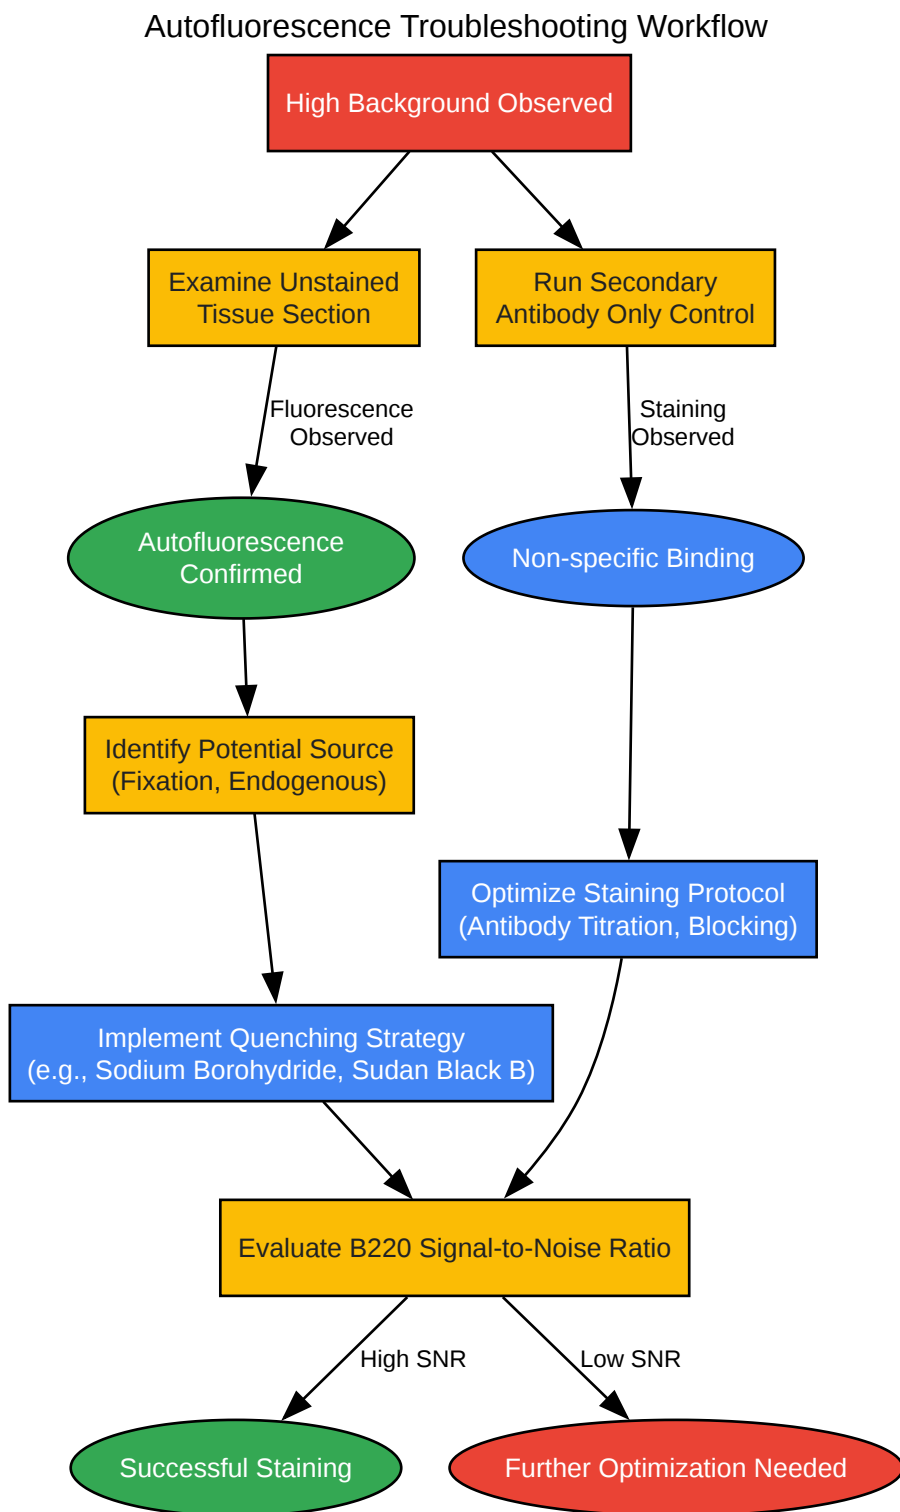 Autofluorescence Troubleshooting Workflow
High Background Observed
Examine Unstained
Tissue Section
Run Secondary
Antibody Only Control
Fluorescence
Observed
Staining
Observed
Autofluorescence
Confirmed
Non-specific Binding
Identify Potential Source
(Fixation, Endogenous)
Optimize Staining Protocol
(Antibody Titration, Blocking)
Implement Quenching Strategy
(e.g., Sodium Borohydride, Sudan Black B)
Evaluate B220 Signal-to-Noise Ratio
High SNR
Low SNR
Successful Staining
Further Optimization Needed